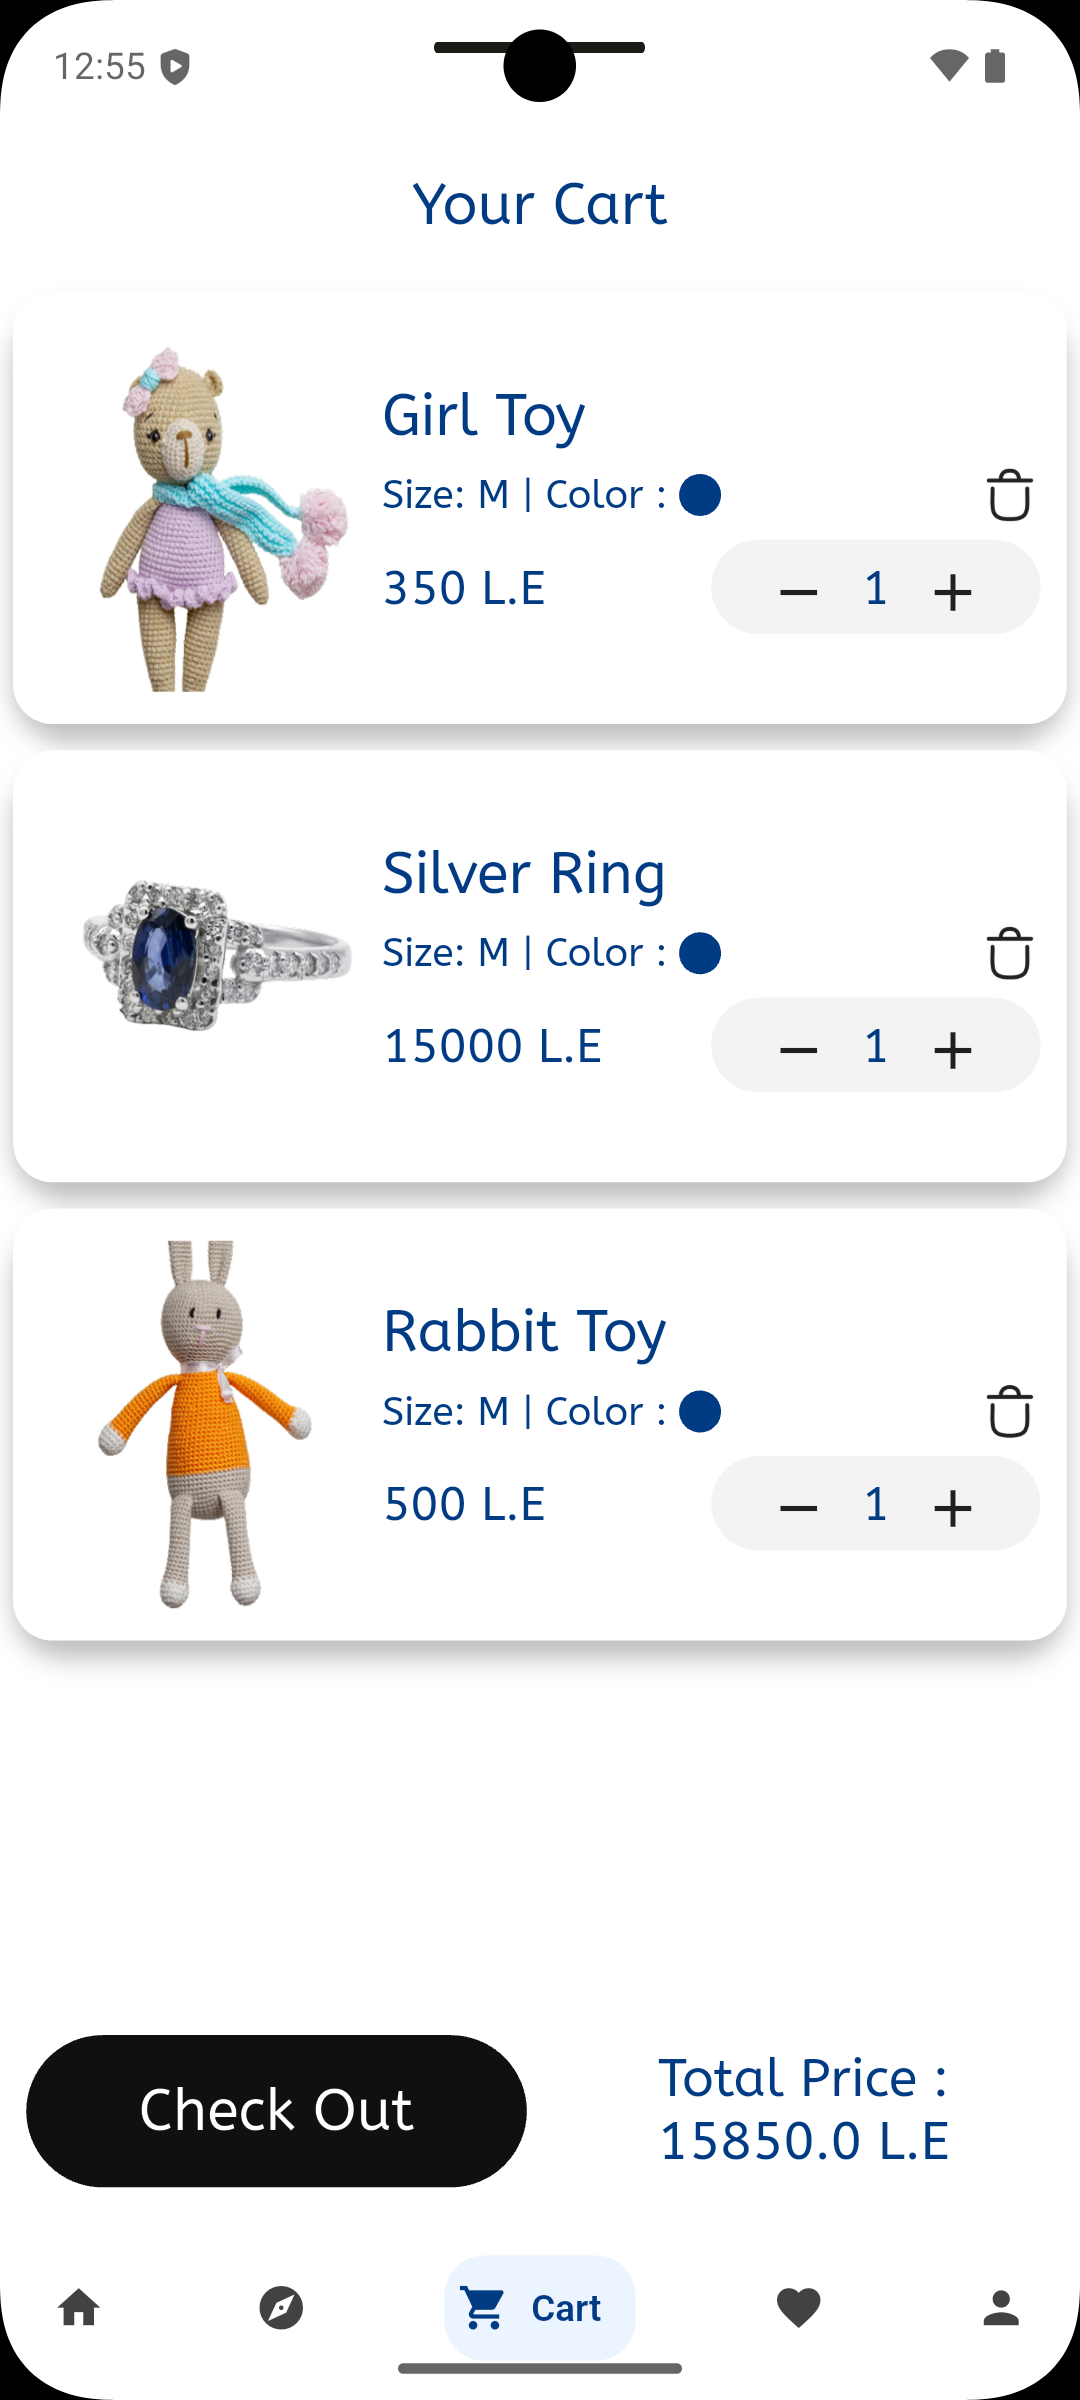 12:55
Your Cart
Girl Toy
Size: M | Color :
350 L.E
1
Silver Ring
Size: M | Color :
15000 L.E
1
Rabbit Toy
Size: M | Color :
500 L.E
1
Check Out
Total Price :
15850.0 L.E
Cart